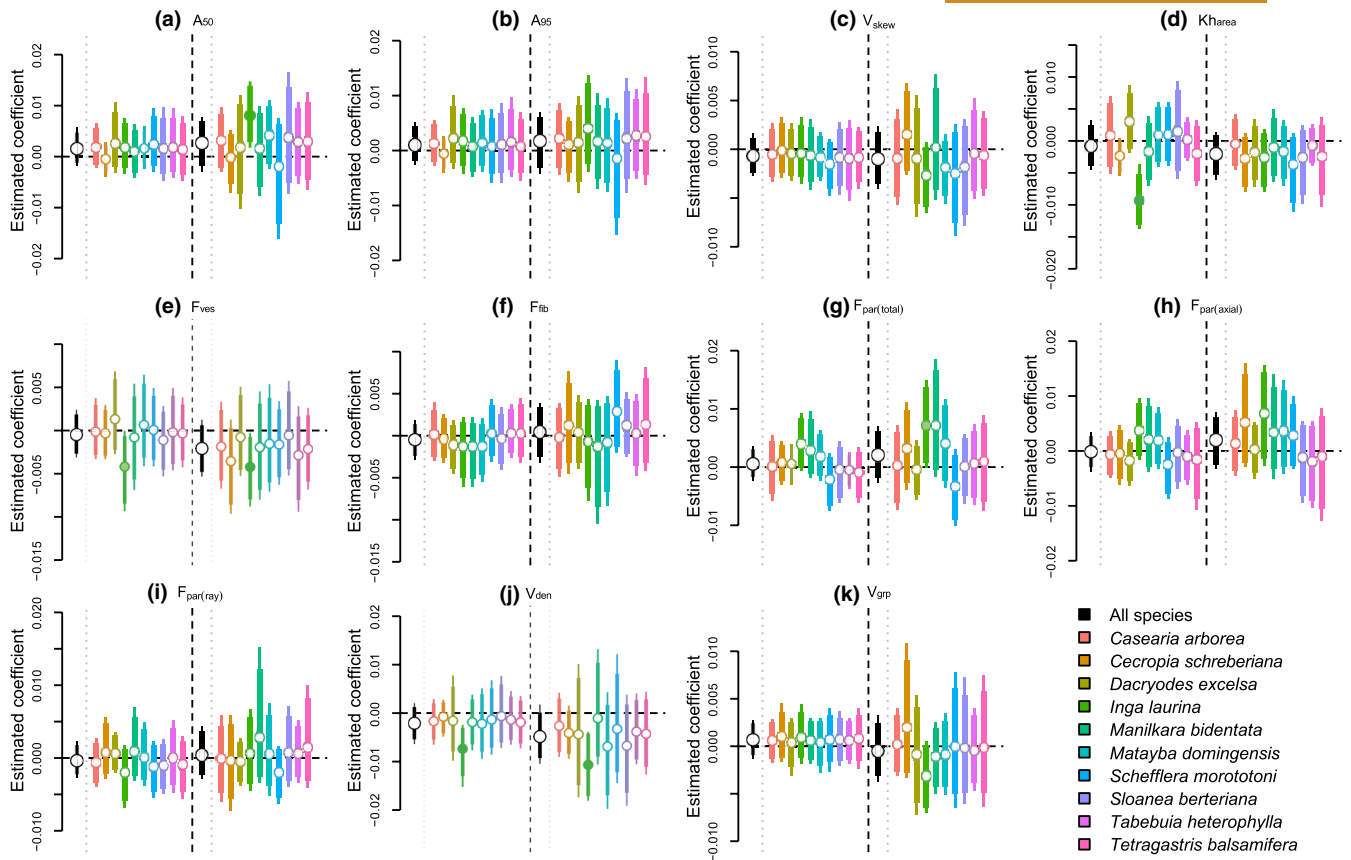 (a) A50
Estimated coefficient
0.02
0.01
0.00
−0.01
−0.02
(b) A95
Estimated coefficient
0.02
0.01
0.00
−0.01
−0.02
(c) Vskew
Estimated coefficient
0.010
0.005
0.000
−0.010
(d) Kharea
Estimated coefficient
0.010
0.000
−0.010
−0.020
(e) Fves
Estimated coefficient
0.005
−0.005
−0.015
(f) Ffib
Estimated coefficient
0.005
−0.005
−0.015
(g) Fpar(total)
Estimated coefficient
0.02
0.01
0.00
−0.01
(h) Fpar(axial)
Estimated coefficient
0.02
0.01
0.00
−0.01
−0.02
(i) Fpar(ray)
Estimated coefficient
0.020
0.010
0.000
−0.010
(j) Vden
Estimated coefficient
0.02
0.01
0.00
−0.01
−0.02
(k) Vgrp
Estimated coefficient
0.010
0.005
0.000
−0.010
All species
Casearia arborea
Cecropia schreberiana
Dacryodes excelsa
Inga laurina
Manilkara bidentata
Matayba domingensis
Schefflera morototoni
Sloanea berteriana
Tabebuia heterophylla
Tetragastris balsamifera